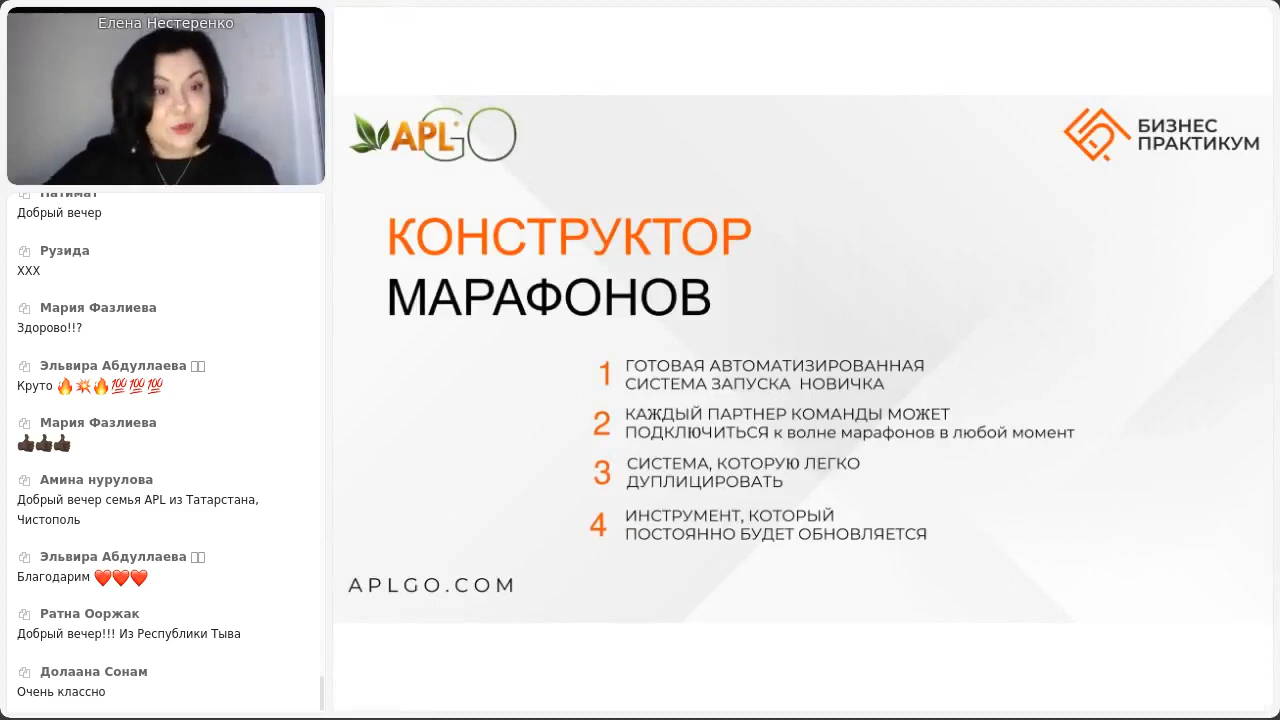 Елена Нестеренко
Патимат
Добрый вечер
Рузида
ХХХ
Мария Фазлиева
Здорово!!?
Эльвира Абдуллаева
Круто 🔥💥🔥💯💯💯
Мария Фазлиева
👍🏿👍🏿👍🏿
Амина нурулова
Добрый вечер семья APL из Татарстана,
Чистополь
Эльвира Абдуллаева
Благодарим ❤️❤️❤️
Ратна Ооржак
Добрый вечер!!! Из Республики Тыва
Долаана Сонам
Очень классно
APLGO
БИЗНЕС
ПРАКТИКУМ
КОНСТРУКТОР
МАРАФОНОВ
1 ГОТОВАЯ АВТОМАТИЗИРОВАННАЯ
СИСТЕМА ЗАПУСКА НОВИЧКА
2 КАЖДЫЙ ПАРТНЕР КОМАНДЫ МОЖЕТ
ПОДКЛЮЧИТЬСЯ к волне марафонов в любой момент
3 СИСТЕМА, КОТОРУЮ ЛЕГКО
ДУПЛИЦИРОВАТЬ
4 ИНСТРУМЕНТ, КОТОРЫЙ
ПОСТОЯННО БУДЕТ ОБНОВЛЯЕТСЯ
APLGO.COM